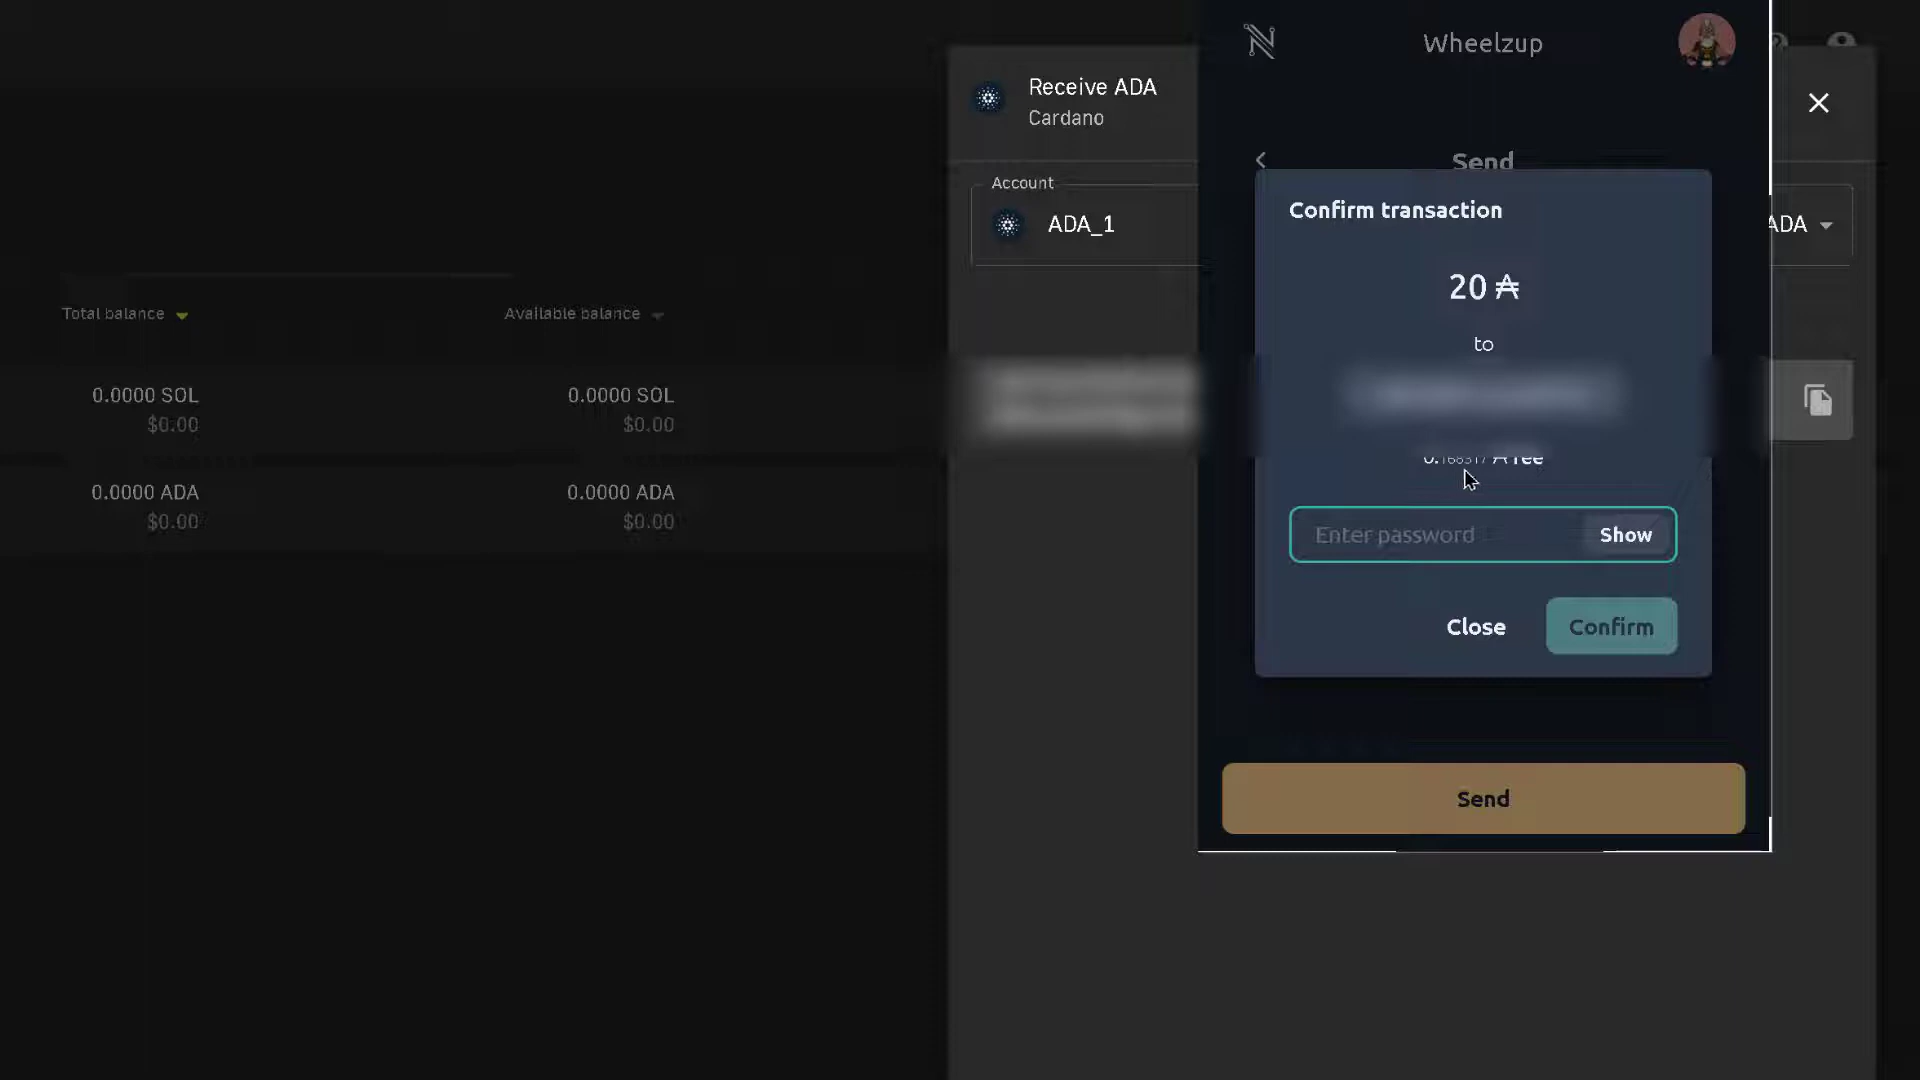 Wheelzup
Receive ADA
Cardano
Send
Account
ADA_1
ADA
Confirm transaction
20 ₳
to
₳ fee
Enter password
Show
Close
Confirm
Send
Total balance
Available balance
0.0000 SOL
0.0000 SOL
$0.00
$0.00
0.0000 ADA
0.0000 ADA
$0.00
$0.00